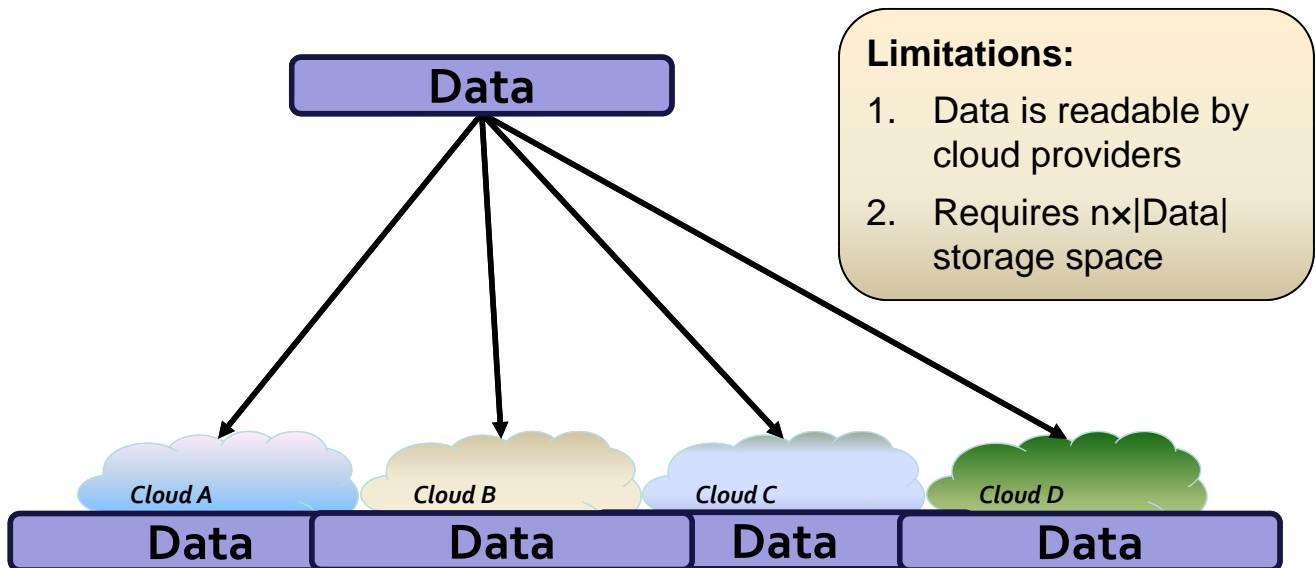 Data
Limitations:
1. Data is readable by
cloud providers
2. Requires n×|Data|
storage space
Cloud A
Cloud B
Cloud C
Cloud D
Data
Data
Data
Data